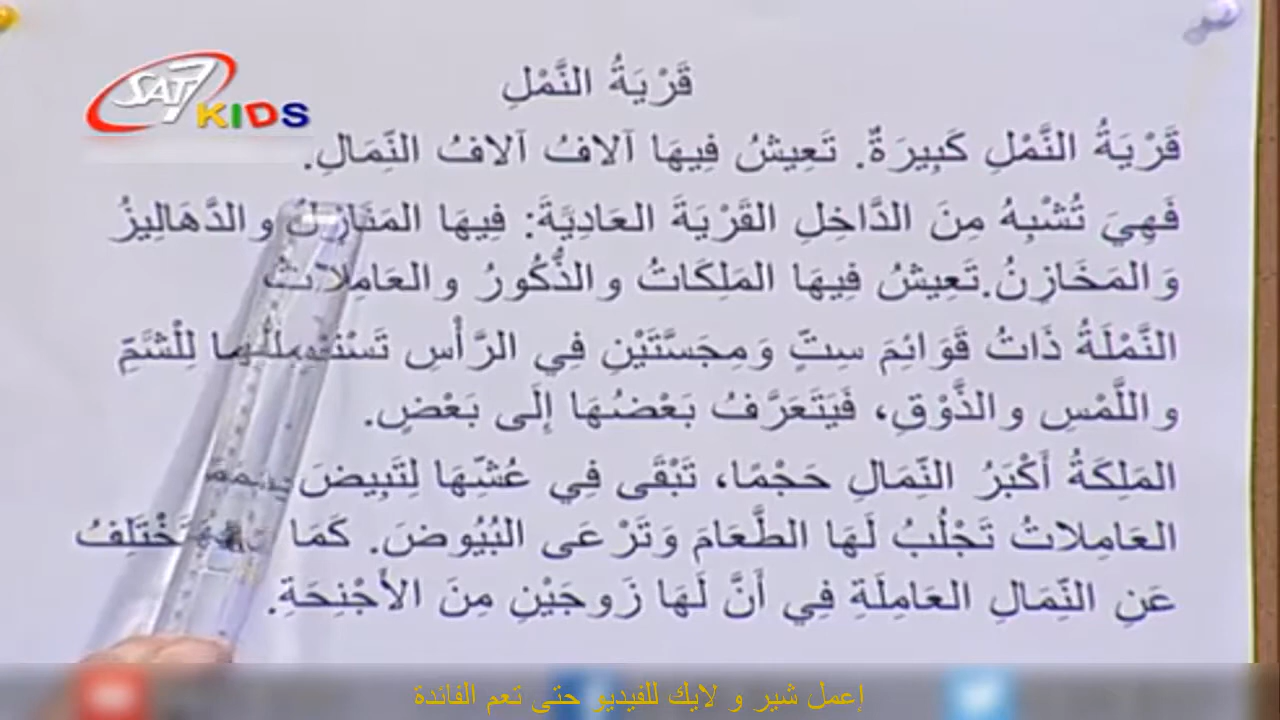 SAT 7
KIDS
قَرْيَةُ النَّمْلِ
قَرْيَةُ النَّمْلِ كَبِيرَةٌ. تَعِيشُ فِيهَا آلافُ آلافُ النِّمَالِ.
فَهِيَ تُشْبِهُ مِنَ الدَّاخِلِ القَرْيَةَ العَادِيَّةَ: فِيهَا المَنَازِلُ والدَّهَالِيزُ
وَالمَخَازِنُ.تَعِيشُ فِيهَا المَلِكَاتُ والذُّكُورُ والعَامِلاتُ
النَّمْلَةُ ذَاتُ قَوَائِمَ سِتٍّ وَمِجَسَّتَيْنِ فِي الرَّأْسِ تَسْتَعْمِلُهَا لِلْشَّمِّ
واللَّمْسِ والذَّوْقِ، فَيَتَعَرَّفُ بَعْضُهَا إِلَى بَعْضٍ.
المَلِكَةُ أَكْبَرُ النِّمَالِ حَجْمًا، تَبْقَى فِي عُشِّهَا لِتَبِيضَ
العَامِلاتُ تَجْلُبُ لَهَا الطَّعَامَ وَتَرْعَى البُيُوضَ. كَمَا تَخْتَلِفُ
عَنِ النِّمَالِ العَامِلَةِ فِي أَنَّ لَهَا زَوجَيْنِ مِنَ الأَجْنِحَةِ.
إعمل شير و لايك للفيديو حتى تعم الفائدة